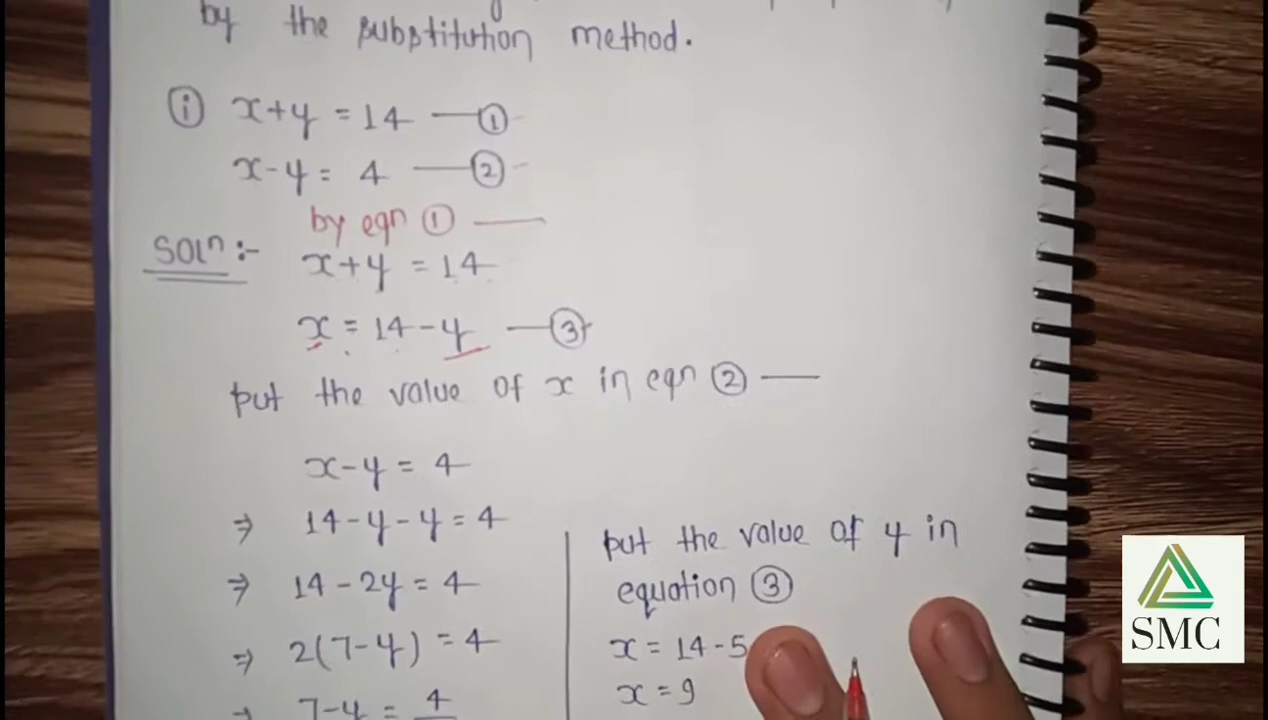 by the substitution method.
(i) x+y = 14 —①
x-y = 4 —②
by eqn ① —
Soln :-
x+y = 14
x = 14-y —③
put the value of x in eqn ② —
x-y = 4
⇒ 14-y-y = 4
⇒ 14-2y = 4
⇒ 2(7-y) = 4
⇒ 7-y = 4
put the value of y in
equation ③
x = 14-5
x = 9
SMC